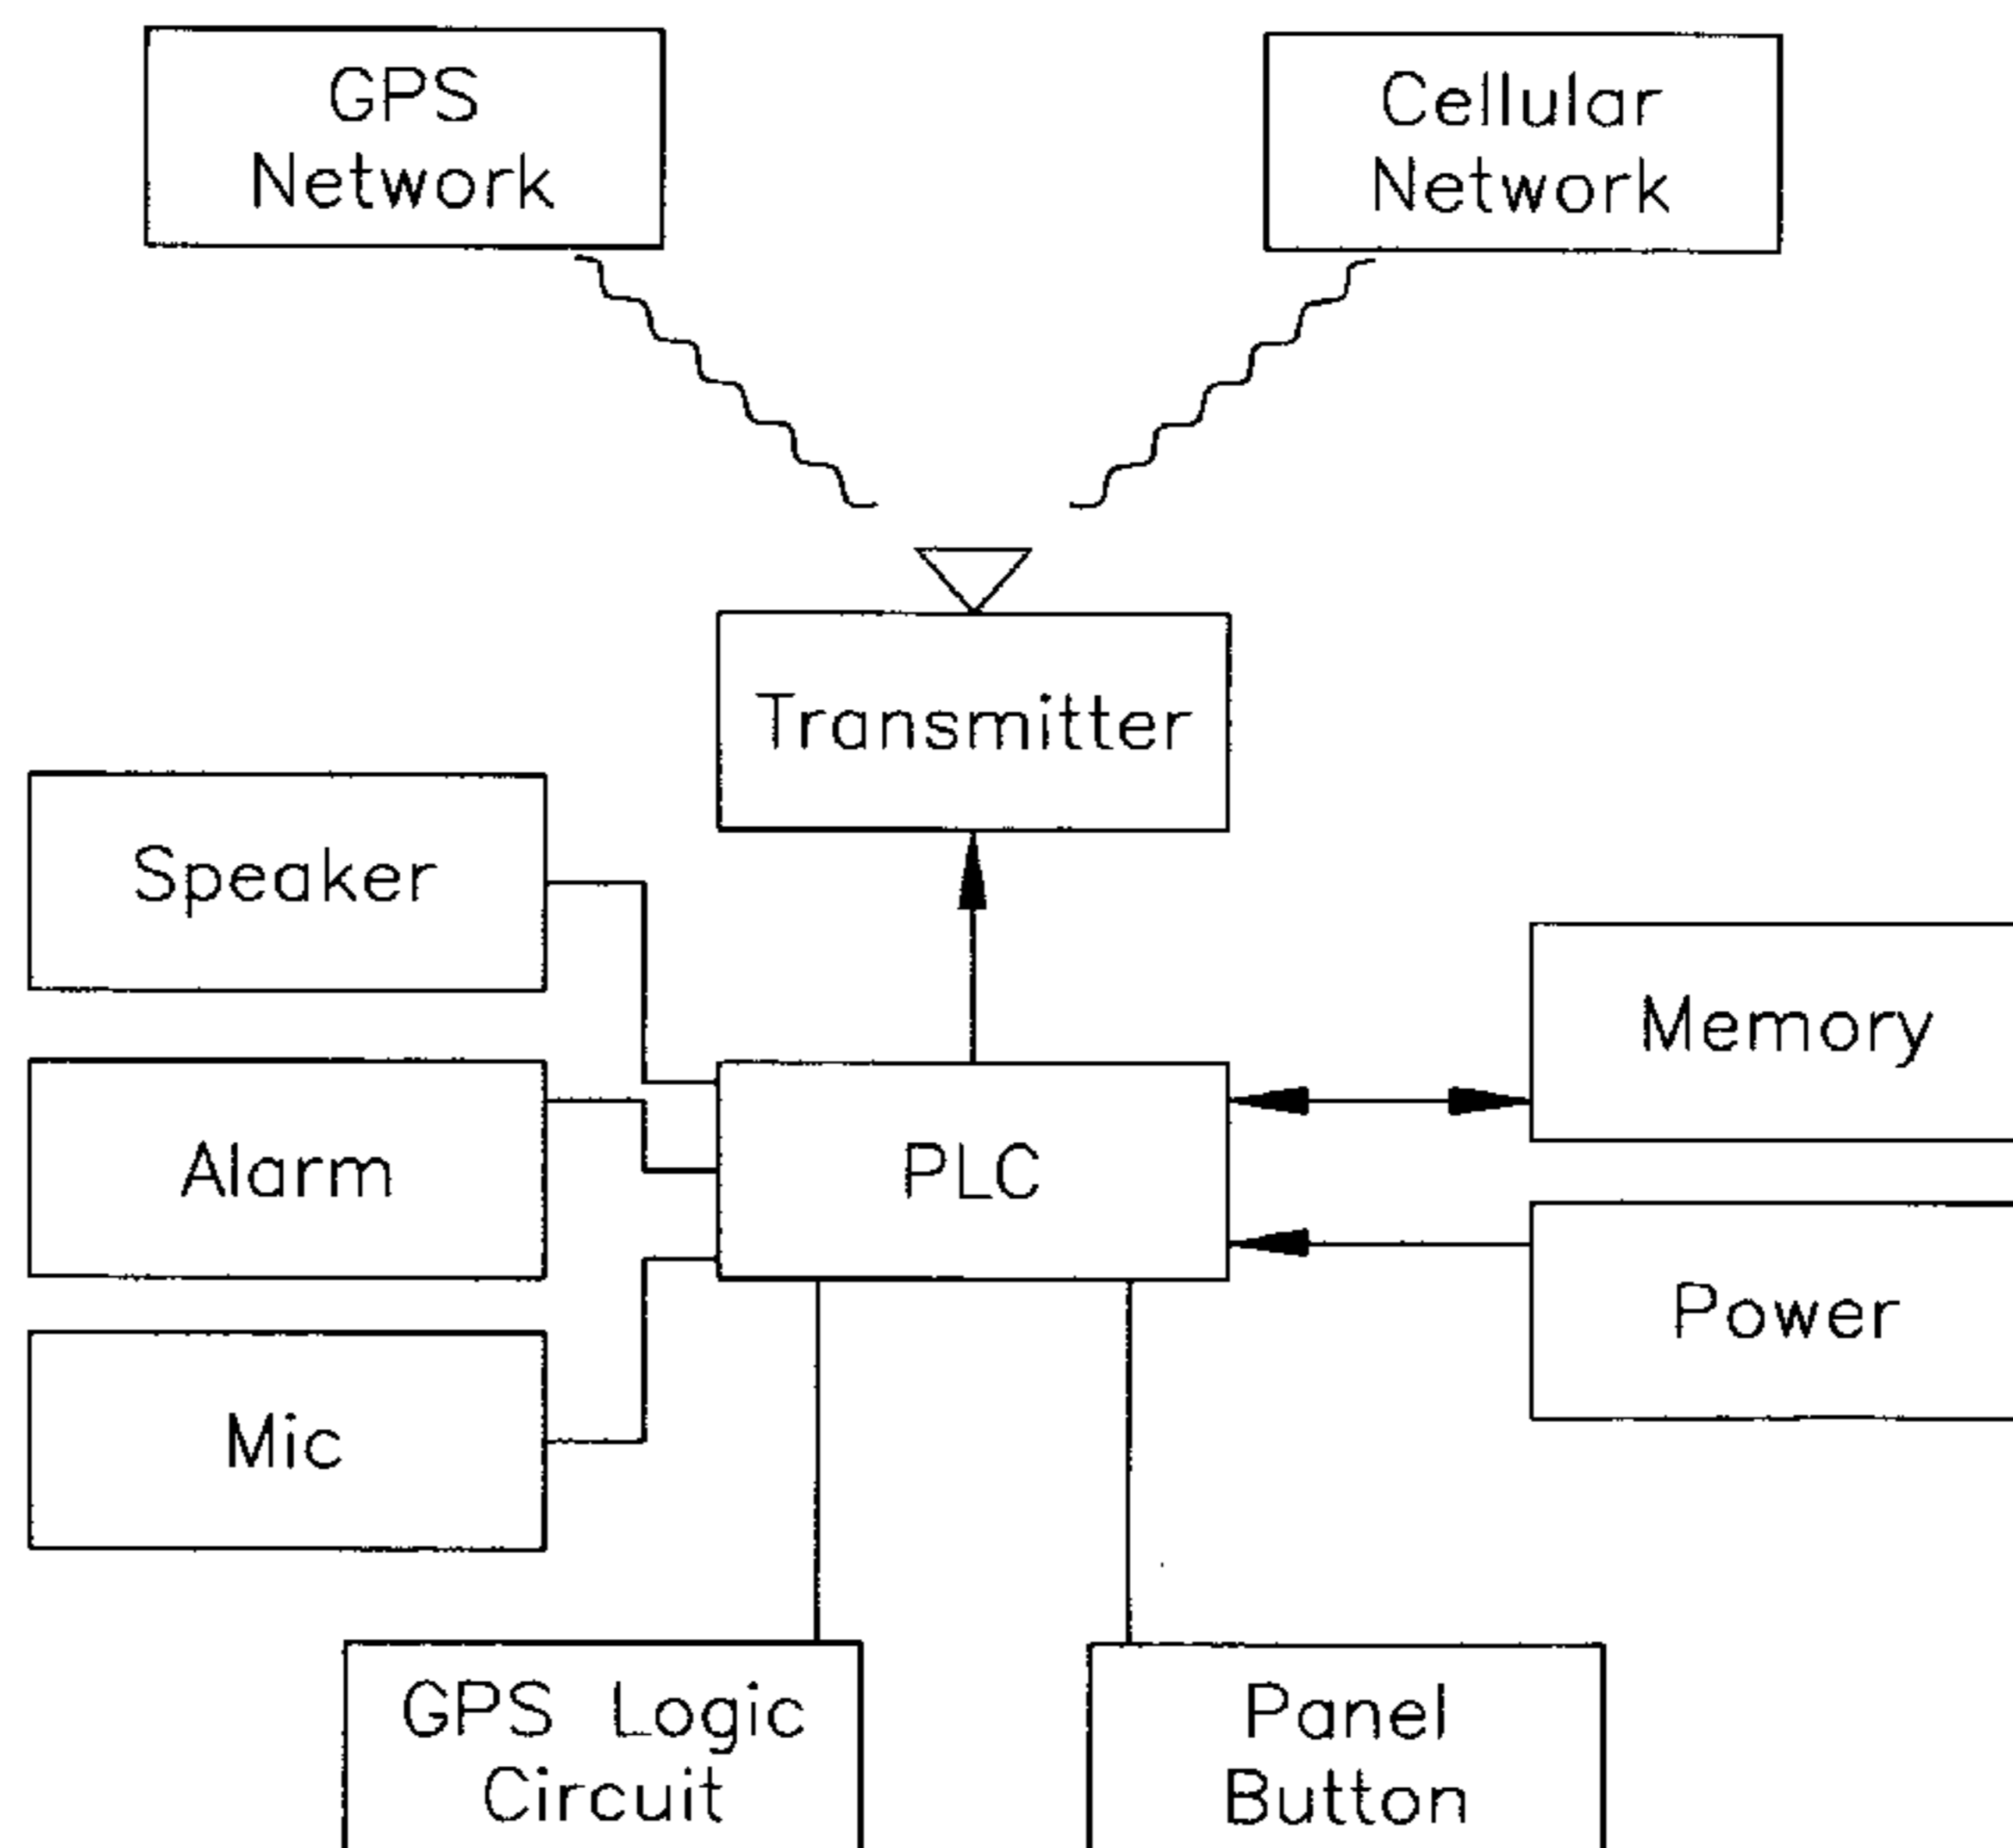 GPS
Network
Cellular
Network
Transmitter
Speaker
Memory
Alarm
PLC
Power
Mic
GPS Logic
Circuit
Panel
Button